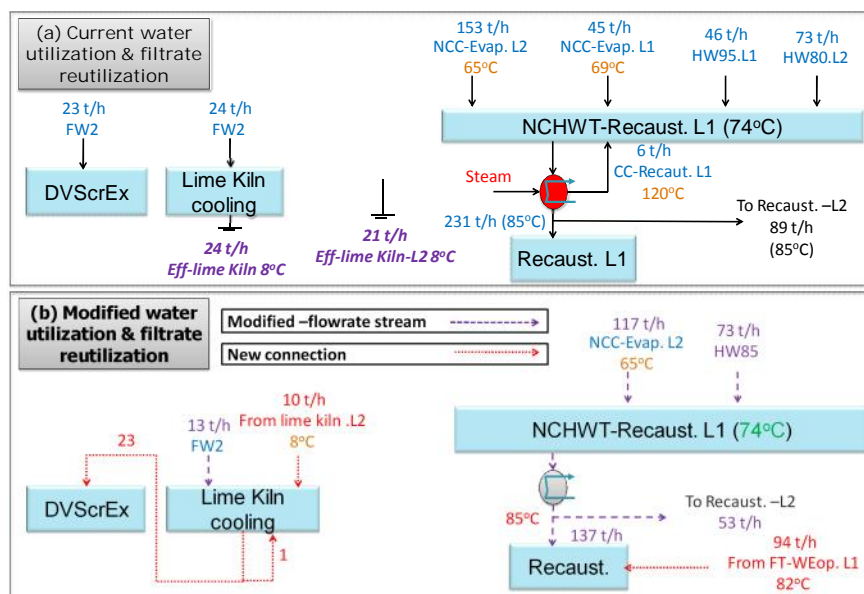 (a) Current water
utilization & filtrate
reutilization
153 t/h
NCC-Evap. L2
65°C
45 t/h
NCC-Evap. L1
69°C
46 t/h
HW95.L1
73 t/h
HW80.L2
23 t/h
FW2
24 t/h
FW2
NCHWT-Recaust. L1 (74°C)
DVScrEx
Lime Kiln
cooling
Steam
6 t/h
CC-Recaut. L1
120°C
24 t/h
Eff-lime Kiln 8°C
21 t/h
Eff-lime Kiln-L2 8°C
231 t/h (85°C)
To Recaust. –L2
89 t/h
(85°C)
Recaust. L1
(b) Modified water
utilization & filtrate
reutilization
Modified –flowrate stream
New connection
117 t/h
NCC-Evap. L2
65°C
73 t/h
HW85
10 t/h
From lime kiln .L2
8°C
13 t/h
FW2
23
NCHWT-Recaust. L1 (74°C)
DVScrEx
Lime Kiln
cooling
1
85°C
To Recaust. –L2
53 t/h
137 t/h
Recaust.
94 t/h
From FT-WEop. L1
82°C